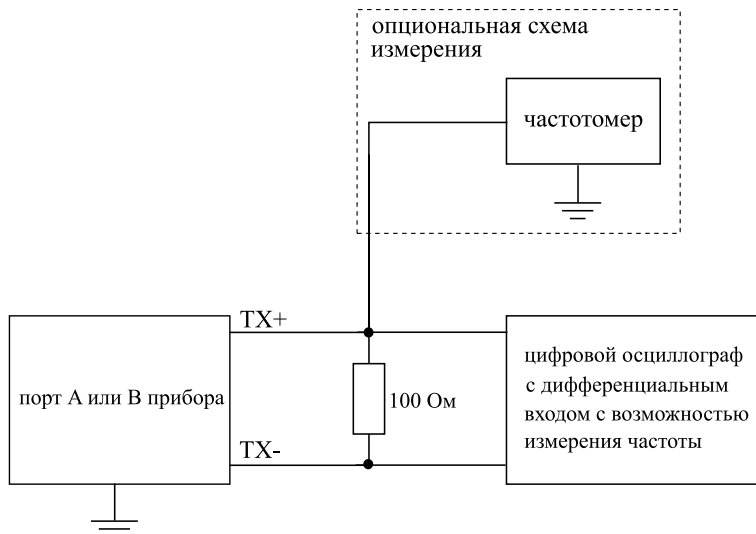 опциональная схема
измерения
частотомер
TX+
порт А или В прибора
100 Ом
цифровой осциллограф
с дифференциальным
входом с возможностью
измерения частоты
TX-